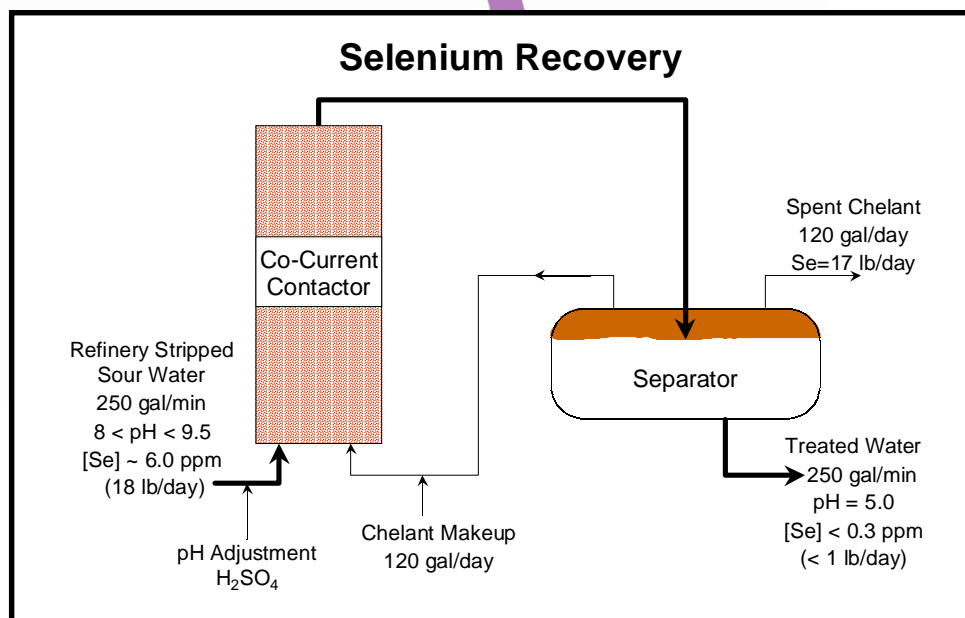 Selenium Recovery
Co-Current
Contactor
Spent Chelant
120 gal/day
Se=17 lb/day
Refinery Stripped
Sour Water
250 gal/min
8 < pH < 9.5
[Se] ~ 6.0 ppm
(18 lb/day)
Separator
pH Adjustment
H₂SO₄
Chelant Makeup
120 gal/day
Treated Water
250 gal/min
pH = 5.0
[Se] < 0.3 ppm
(< 1 lb/day)